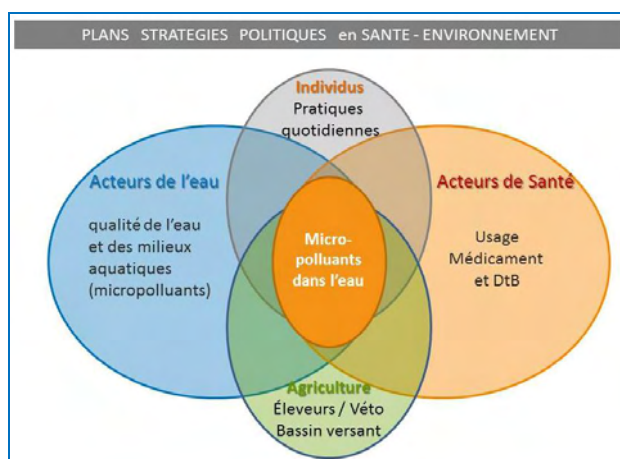 PLANS STRATEGIES POLITIQUES en SANTE - ENVIRONNEMENT
Individus
Pratiques
quotidiennes
Acteurs de l'eau
qualité de l'eau
et des milieux
aquatiques
(micropolluants)
Acteurs de Santé
Usage
Médicament
et DtB
Micro-
polluants
dans l'eau
Agriculture
Éleveurs / Véto
Bassin versant